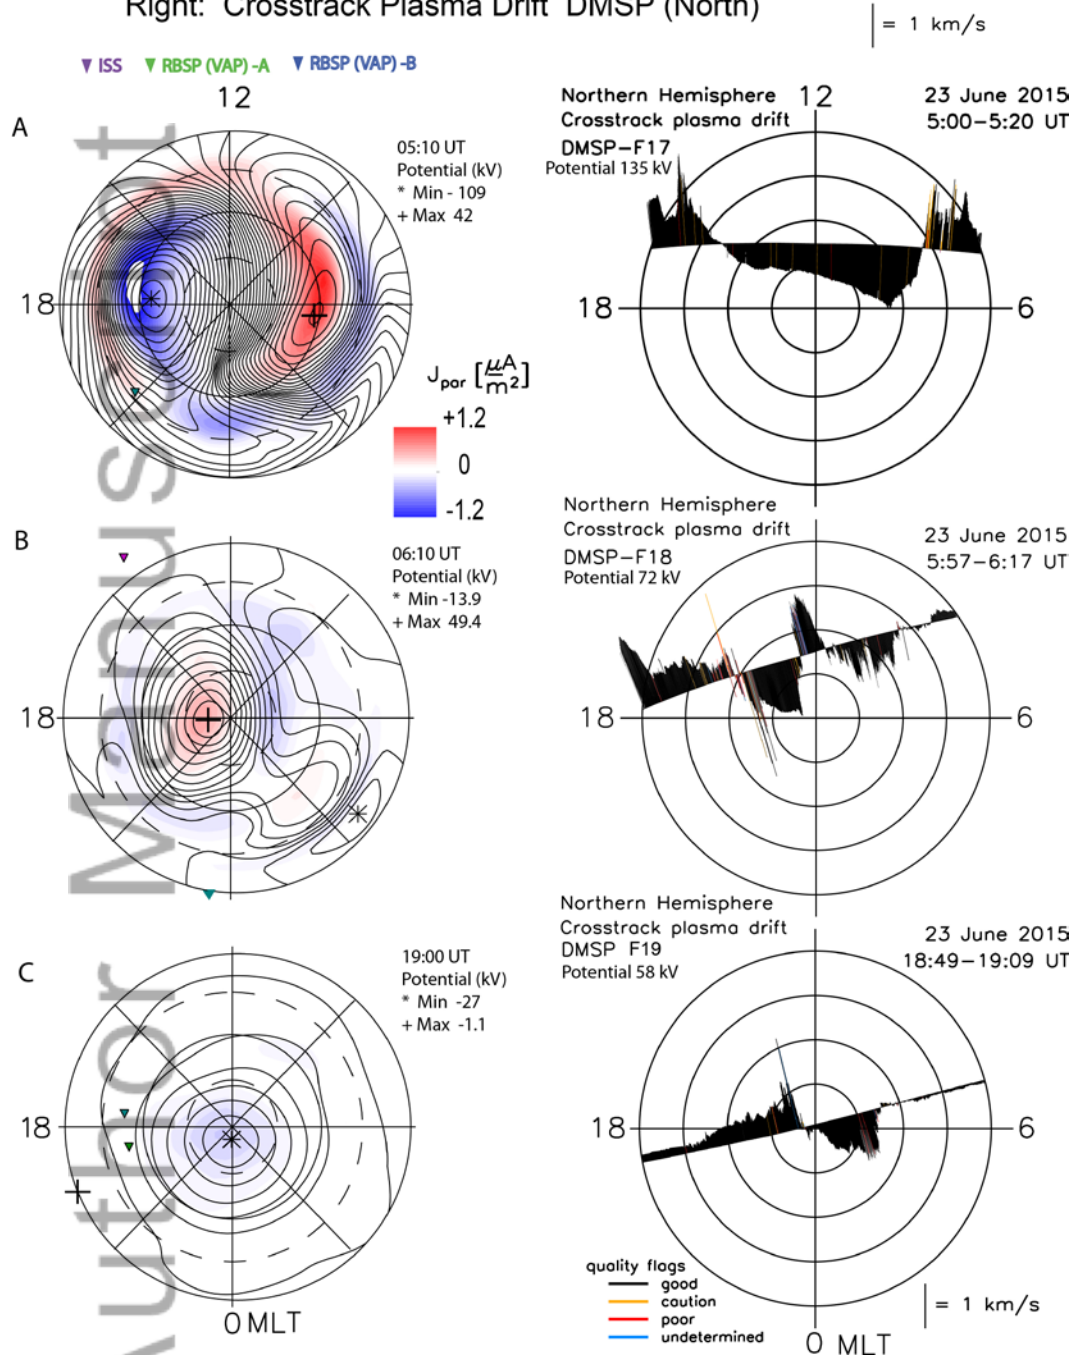 Right: Crosstrack Plasma Drift DMSP (North)
= 1 km/s
ISS RBSP (VAP) -A RBSP (VAP) -B
A
12
05:10 UT
Potential (kV)
* Min - 109
+ Max 42
18
Jpar [μA/m²]
+1.2
0
-1.2
Northern Hemisphere
Crosstrack plasma drift
DMSP-F17
Potential 135 kV
12
23 June 2015
5:00-5:20 UT
18
6
B
06:10 UT
Potential (kV)
* Min -13.9
+ Max 49.4
18
Northern Hemisphere
Crosstrack plasma drift
DMSP-F18
Potential 72 kV
23 June 2015
5:57-6:17 UT
18
6
C
19:00 UT
Potential (kV)
* Min -27
+ Max -1.1
18
0 MLT
Northern Hemisphere
Crosstrack plasma drift
DMSP F19
Potential 58 kV
23 June 2015
18:49-19:09 UT
18
6
quality flags
good
caution
poor
undetermined
= 1 km/s
0 MLT
Author Manuscript